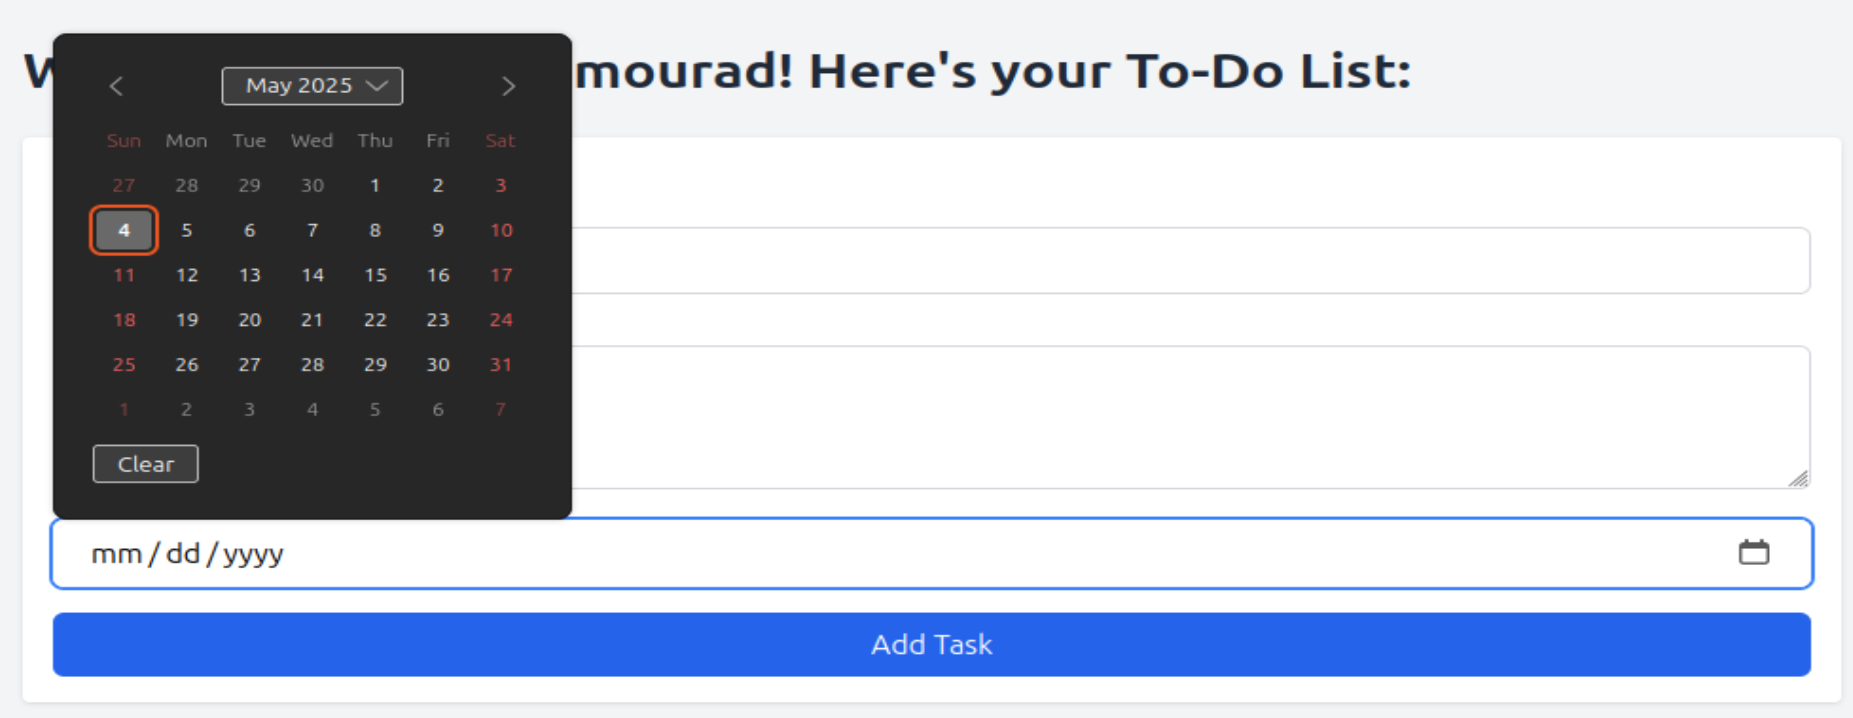 mourad! Here's your To-Do List:
May 2025
Sun Mon Tue Wed Thu Fri Sat
27 28 29 30 1 2 3
4 5 6 7 8 9 10
11 12 13 14 15 16 17
18 19 20 21 22 23 24
25 26 27 28 29 30 31
1 2 3 4 5 6 7
Clear
mm / dd / yyyy
Add Task